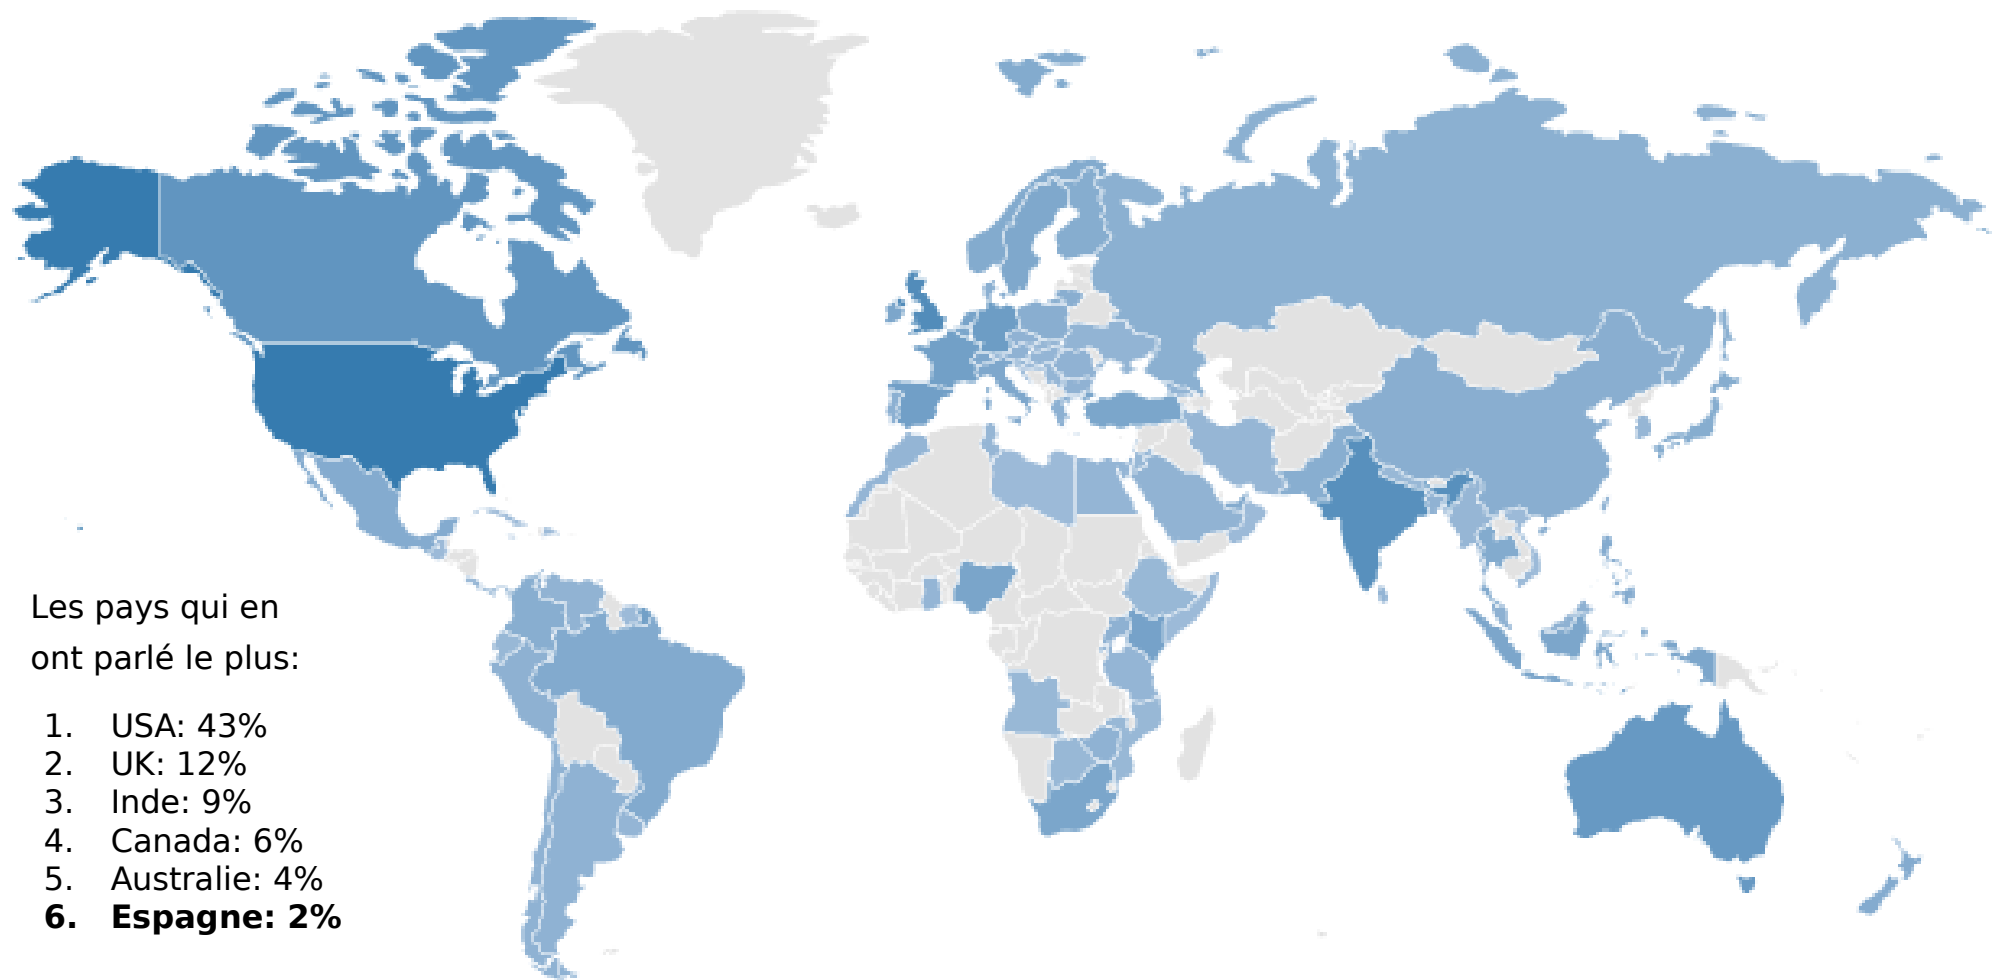 Les pays qui en
ont parlé le plus:
1. USA: 43%
2. UK: 12%
3. Inde: 9%
4. Canada: 6%
5. Australie: 4%
6. Espagne: 2%